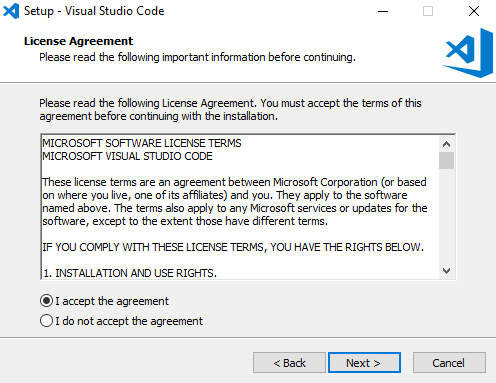 Setup - Visual Studio Code
License Agreement
Please read the following important information before continuing.
Please read the following License Agreement. You must accept the terms of this
agreement before continuing with the installation.
MICROSOFT SOFTWARE LICENSE TERMS
MICROSOFT VISUAL STUDIO CODE
These license terms are an agreement between Microsoft Corporation (or based
on where you live, one of its affiliates) and you. They apply to the software
named above. The terms also apply to any Microsoft services or updates for the
software, except to the extent those have different terms.
IF YOU COMPLY WITH THESE LICENSE TERMS, YOU HAVE THE RIGHTS BELOW.
1. INSTALLATION AND USE RIGHTS.
I accept the agreement
I do not accept the agreement
< Back Next > Cancel